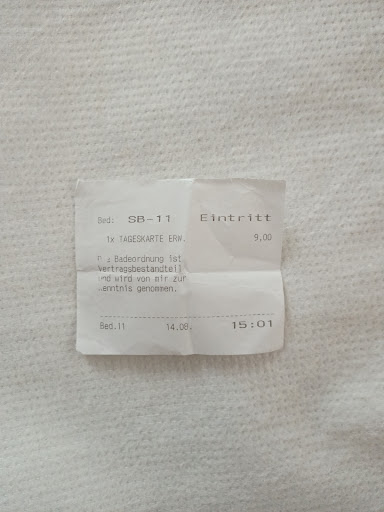 Bed: SB-11 Eintritt
1x TAGESKARTE ERW. 9,00
Badeordnung ist
Vertragsbestandteil
und wird von mir zur
Kenntnis genommen.
Bed.11 14.08. 15:01